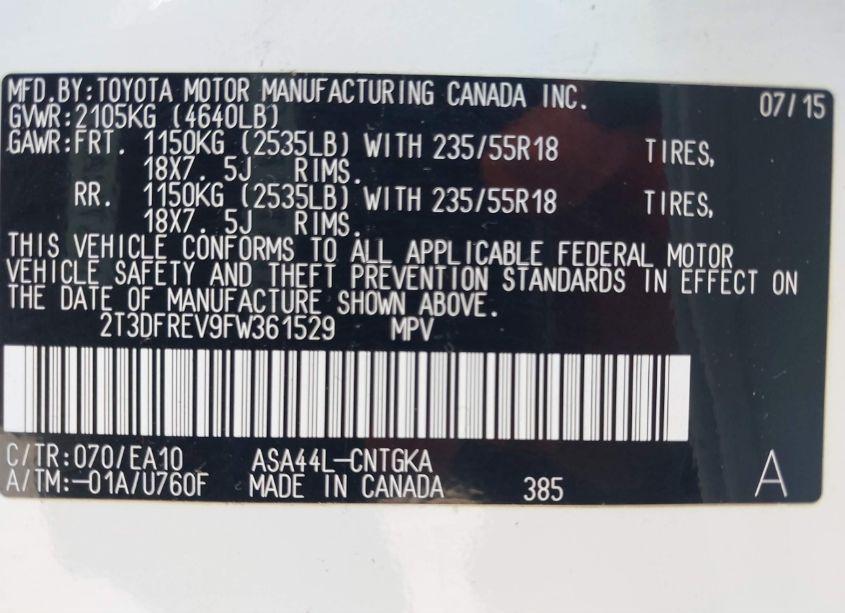 MFD.BY:TOYOTA MOTOR MANUFACTURING CANADA INC. 07/15
GVWR:2105KG (4640LB)
GAWR:FRT. 1150KG (2535LB) WITH 235/55R18 TIRES,
18X7. 5J RIMS.
RR. 1150KG (2535LB) WITH 235/55R18 TIRES,
18X7. 5J RIMS.
THIS VEHICLE CONFORMS TO ALL APPLICABLE FEDERAL MOTOR
VEHICLE SAFETY AND THEFT PREVENTION STANDARDS IN EFFECT ON
THE DATE OF MANUFACTURE SHOWN ABOVE.
2T3DFREV9FW361529 MPV
C/TR:070/EA10 ASA44L-CNTGKA
A/TM:-01A/U760F MADE IN CANADA 385 A